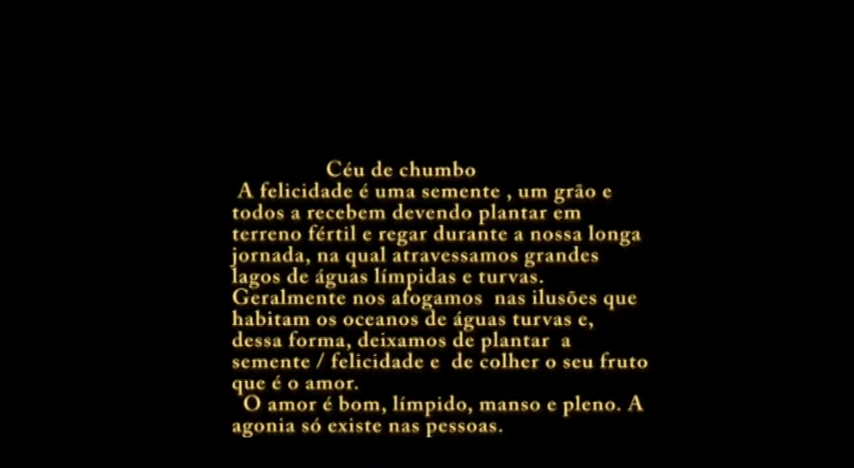 Céu de chumbo
A felicidade é uma semente , um grão e
todos a recebem devendo plantar em
terreno fértil e regar durante a nossa longa
jornada, na qual atravessamos grandes
lagos de águas límpidas e turvas.
Geralmente nos afogamos nas ilusões que
habitam os oceanos de águas turvas e,
dessa forma, deixamos de plantar a
semente / felicidade e de colher o seu fruto
que é o amor.
O amor é bom, límpido, manso e pleno. A
agonia só existe nas pessoas.